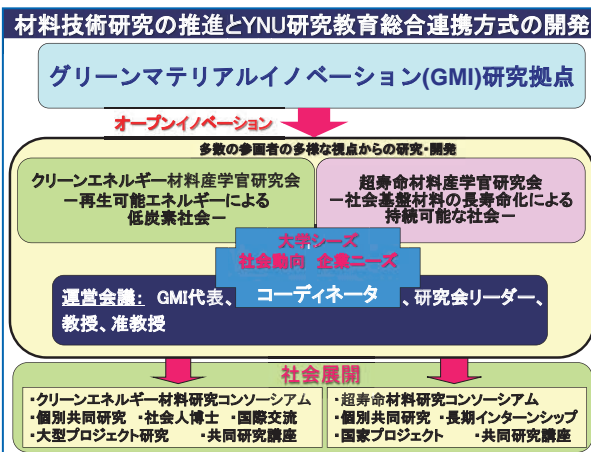 材料技術研究の推進とYNU研究教育総合連携方式の開発
グリーンマテリアルイノベーション(GMI)研究拠点
オープンイノベーション
多数の参画者の多様な視点からの研究・開発
クリーンエネルギー材料産学官研究会
－再生可能エネルギーによる
低炭素社会－
超寿命材料産学官研究会
－社会基盤材料の長寿命化による
持続可能な社会－
大学シーズ
社会動向 企業ニーズ
運営会議： GMI代表、 コーディネータ 、研究会リーダー、
教授、准教授
社会展開
・クリーンエネルギー材料研究コンソーシアム
・個別共同研究 ・社会人博士 ・国際交流
・大型プロジェクト研究 ・共同研究講座
・超寿命材料研究コンソーシアム
・個別共同研究 ・長期インターンシップ
・国家プロジェクト ・共同研究講座